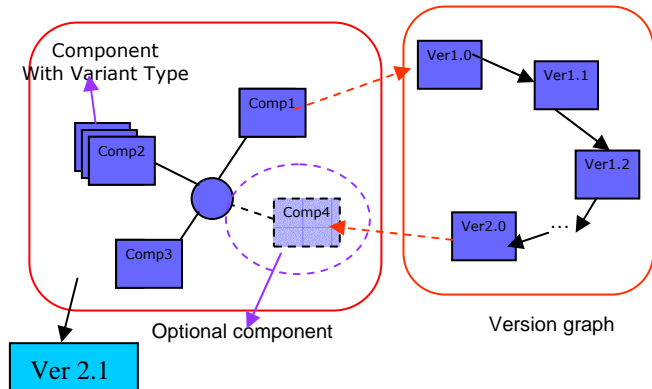 Component
With Variant Type
Comp1
Comp2
Comp3
Comp4
Optional component
Ver 2.1
Ver1.0
Ver1.1
Ver1.2
...
Ver2.0
Version graph